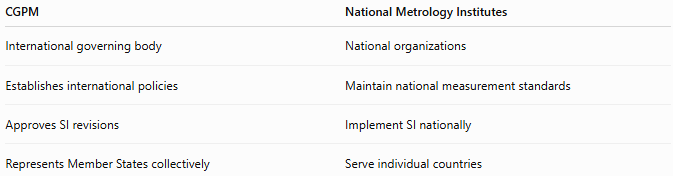 CGPM National Metrology Institutes
International governing body National organizations
Establishes international policies Maintain national measurement standards
Approves SI revisions Implement SI nationally
Represents Member States collectively Serve individual countries